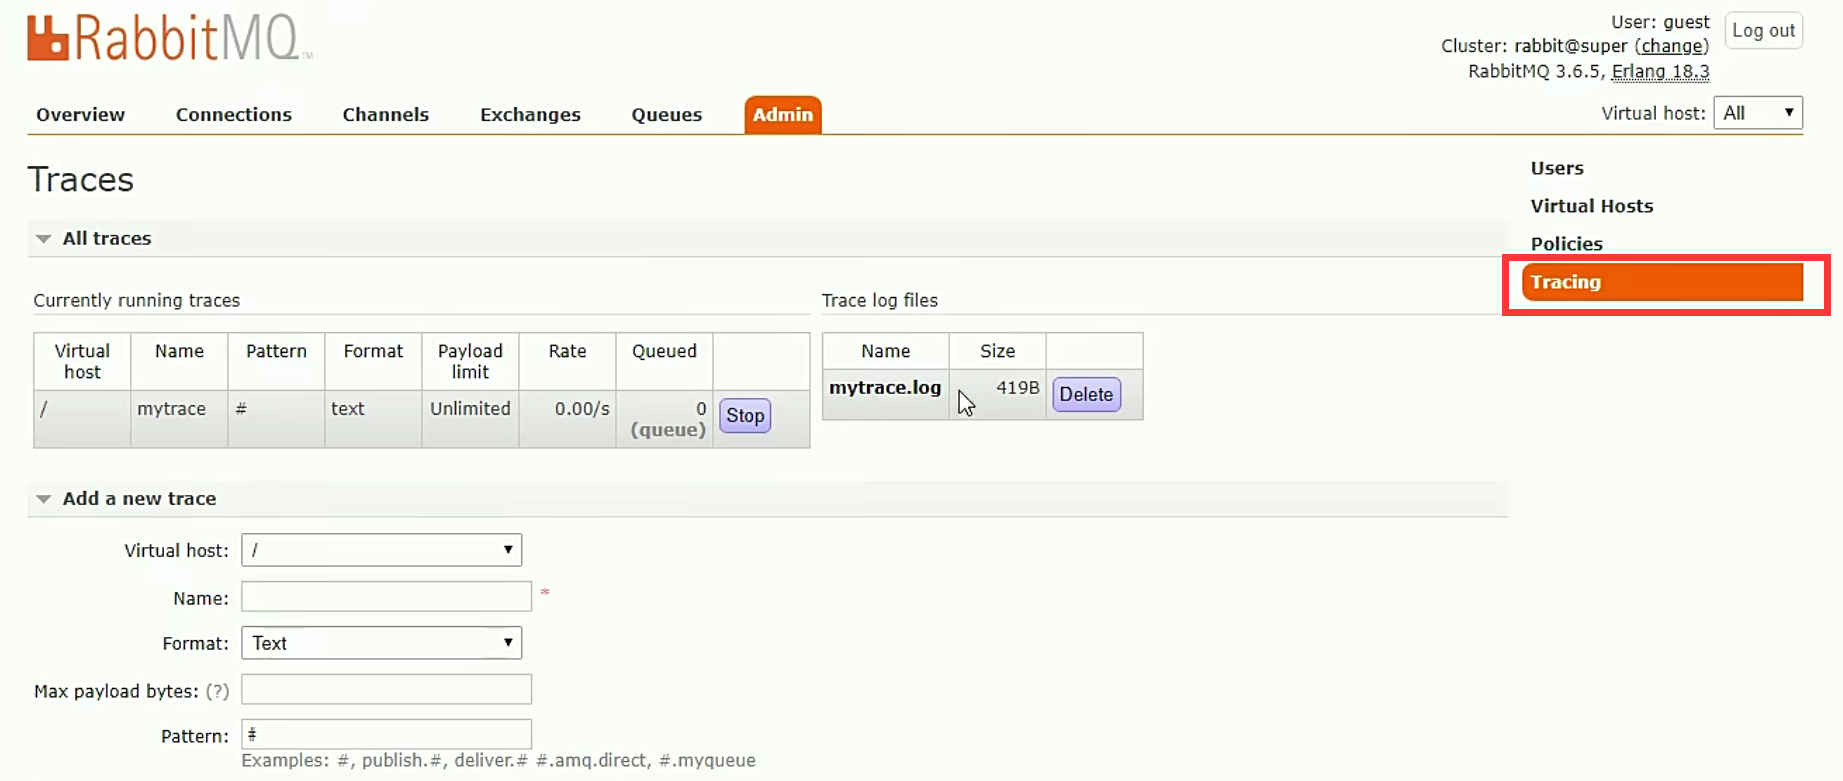 RabbitMQ™
User: guest
Log out
Cluster: rabbit@super (change)
RabbitMQ 3.6.5, Erlang 18.3
Overview Connections Channels Exchanges Queues Admin
Virtual host: All
Traces
Users
Virtual Hosts
Policies
Tracing
All traces
Currently running traces
Virtual host Name Pattern Format Payload limit Rate Queued
/ mytrace # text Unlimited 0.00/s 0 (queue) Stop
Trace log files
Name Size
mytrace.log 419B Delete
Add a new trace
Virtual host: /
Name: *
Format: Text
Max payload bytes: (?)
Pattern: #
Examples: #, publish.#, deliver.# #.amq.direct, #.myqueue